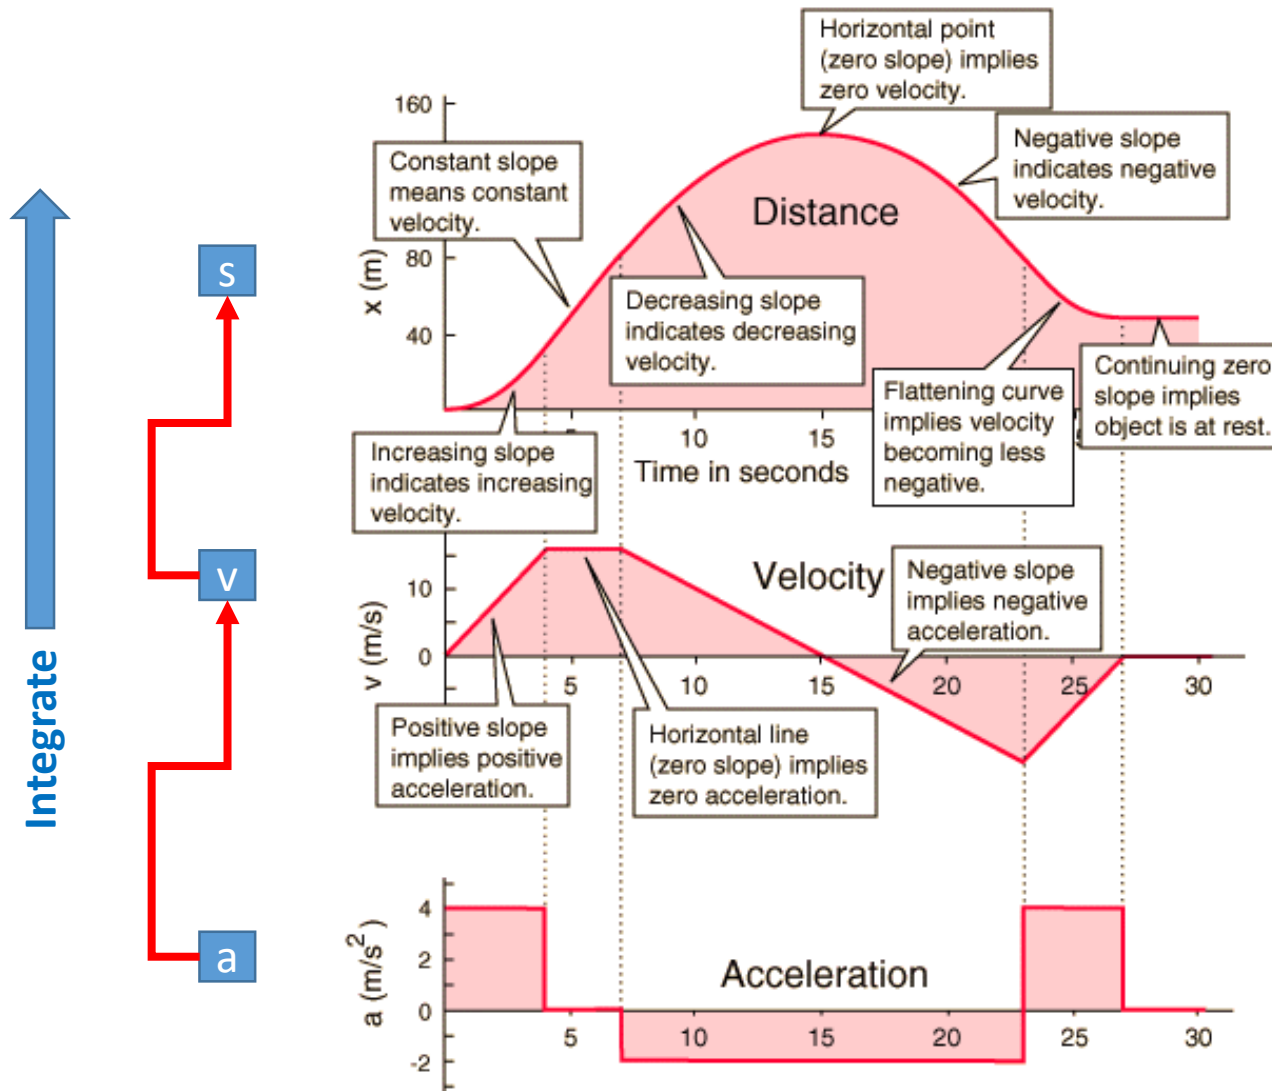 Horizontal point
(zero slope) implies
zero velocity.
160
Constant slope
means constant
velocity.
Negative slope
indicates negative
velocity.
Distance
s
80
x (m)
Decreasing slope
indicates decreasing
velocity.
40
Flattening curve
implies velocity
becoming less
negative.
Continuing zero
slope implies
object is at rest.
10
15
Time in seconds
Increasing slope
indicates increasing
velocity.
v
Integrate
10
0
v (m/s)
Velocity
Negative slope
implies negative
acceleration.
5
10
15
20
25
30
Positive slope
implies positive
acceleration.
Horizontal line
(zero slope) implies
zero acceleration.
a
4
2
0
-2
a (m/s²)
Acceleration
5
10
15
20
25
30